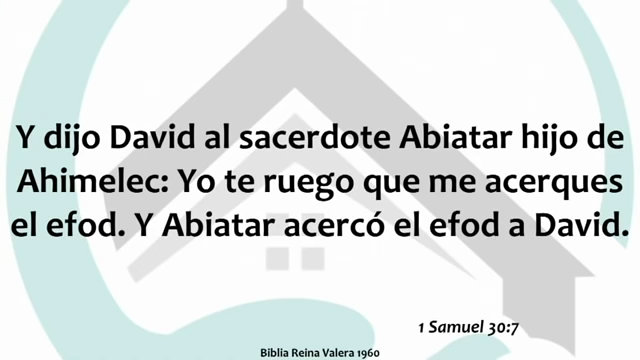 Y dijo David al sacerdote Abiatar hijo de
Ahimelec: Yo te ruego que me acerques
el efod. Y Abiatar acercó el efod a David.
1 Samuel 30:7
Biblia Reina Valera 1960